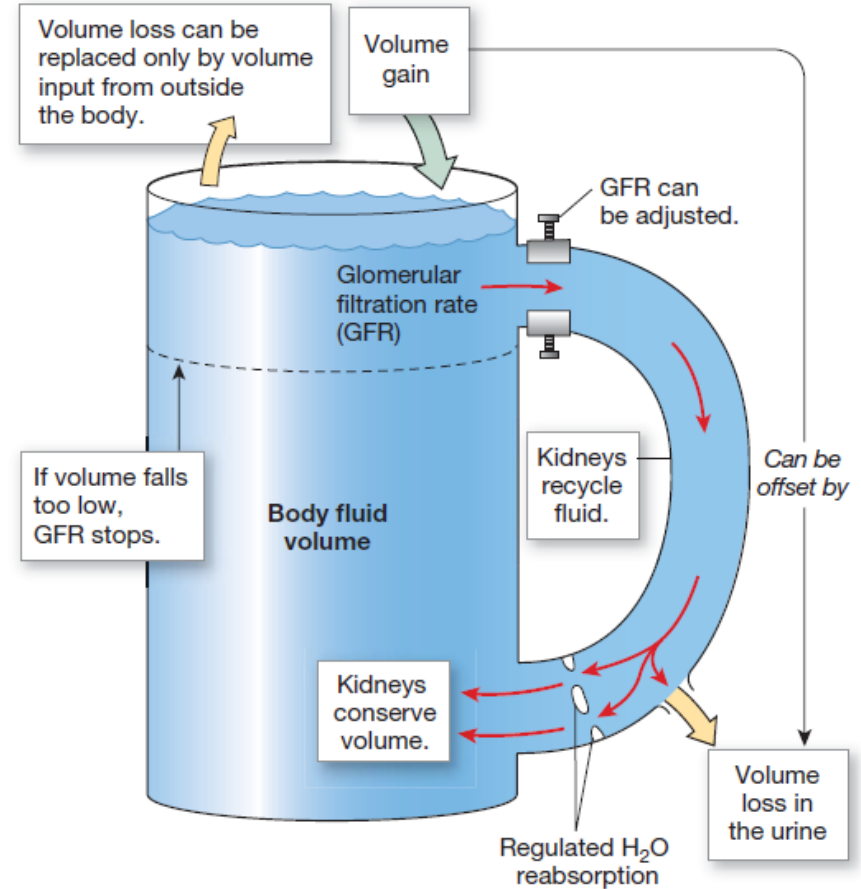 Volume loss can be
replaced only by volume
input from outside
the body.
Volume
gain
GFR can
be adjusted.
Glomerular
filtration rate
(GFR)
If volume falls
too low,
GFR stops.
Body fluid
volume
Kidneys
recycle
fluid.
Can be
offset by
Kidneys
conserve
volume.
Volume
loss in
the urine
Regulated H₂O
reabsorption